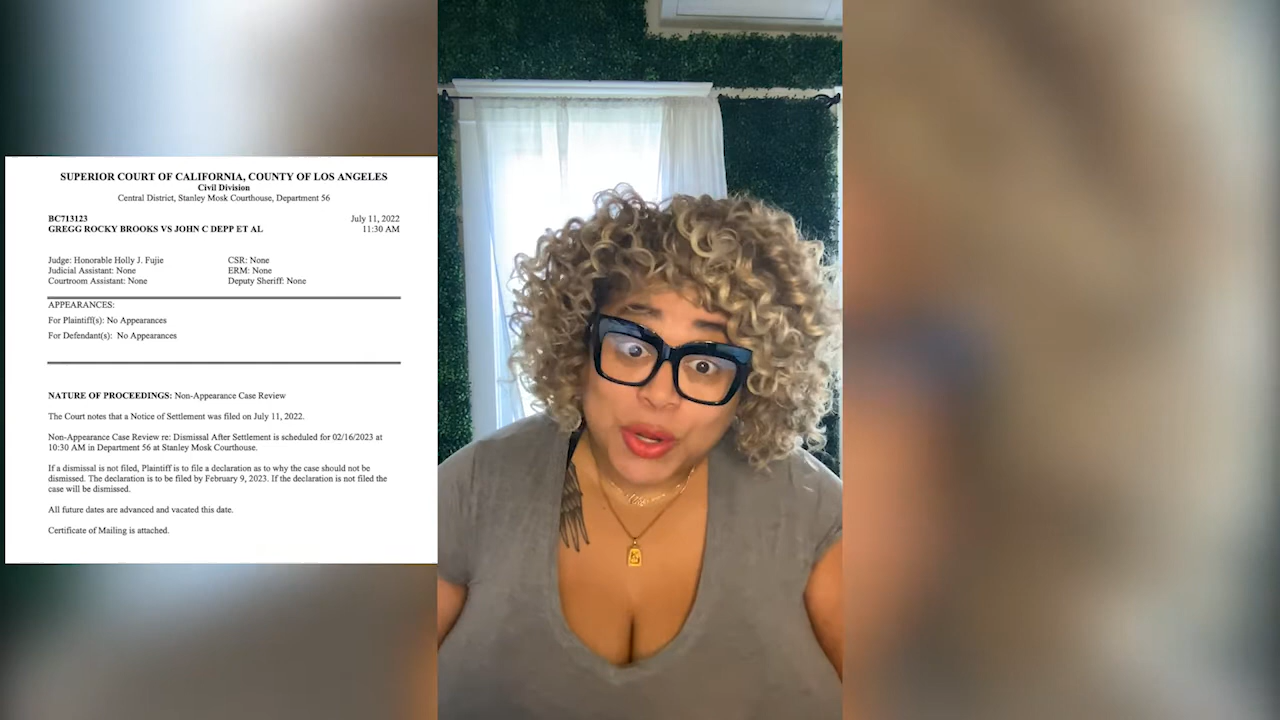 SUPERIOR COURT OF CALIFORNIA, COUNTY OF LOS ANGELES
Civil Division
Central District, Stanley Mosk Courthouse, Department 56
BC713123
July 11, 2022
GREGG ROCKY BROOKS VS JOHN C DEPP ET AL
11:30 AM
Judge: Honorable Holly J. Fujie
CSR: None
Judicial Assistant: None
ERM: None
Courtroom Assistant: None
Deputy Sheriff: None
APPEARANCES:
For Plaintiff(s): No Appearances
For Defendant(s): No Appearances
NATURE OF PROCEEDINGS: Non-Appearance Case Review
The Court notes that a Notice of Settlement was filed on July 11, 2022.
Non-Appearance Case Review re: Dismissal After Settlement is scheduled for 02/16/2023 at
10:30 AM in Department 56 at Stanley Mosk Courthouse.
If a dismissal is not filed, Plaintiff is to file a declaration as to why the case should not be
dismissed. The declaration is to be filed by February 9, 2023. If the declaration is not filed the
case will be dismissed.
All future dates are advanced and vacated this date.
Certificate of Mailing is attached.